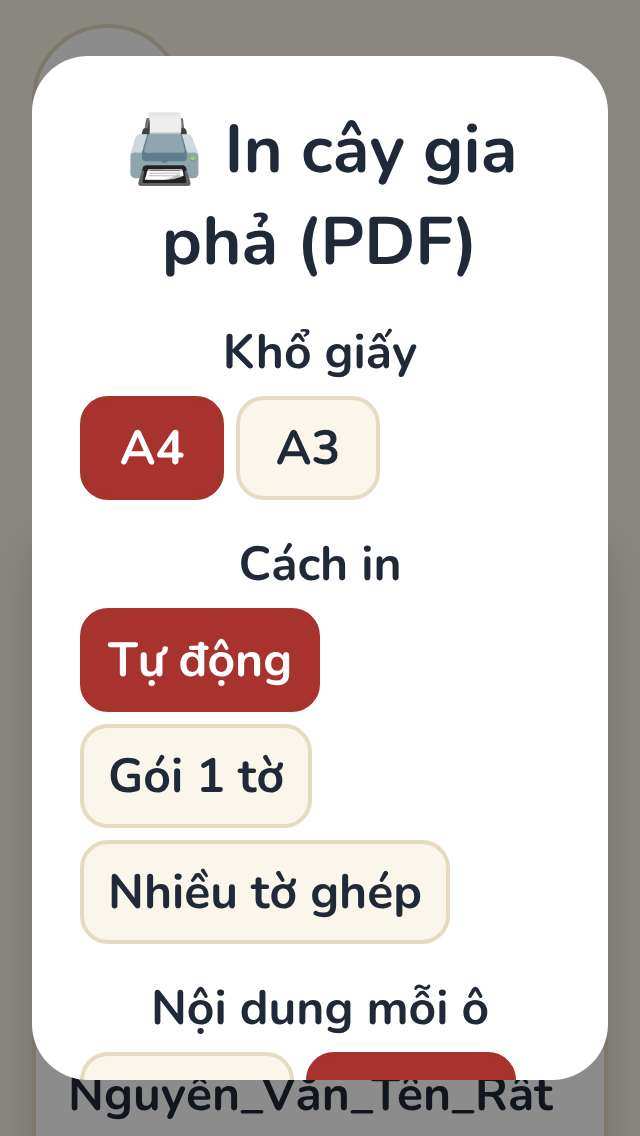 In cây gia
phả (PDF)
Khổ giấy
A4 A3
Cách in
Tự động
Gói 1 tờ
Nhiều tờ ghép
Nội dung mỗi ô
Nguyễn_Văn_Tên_Rất